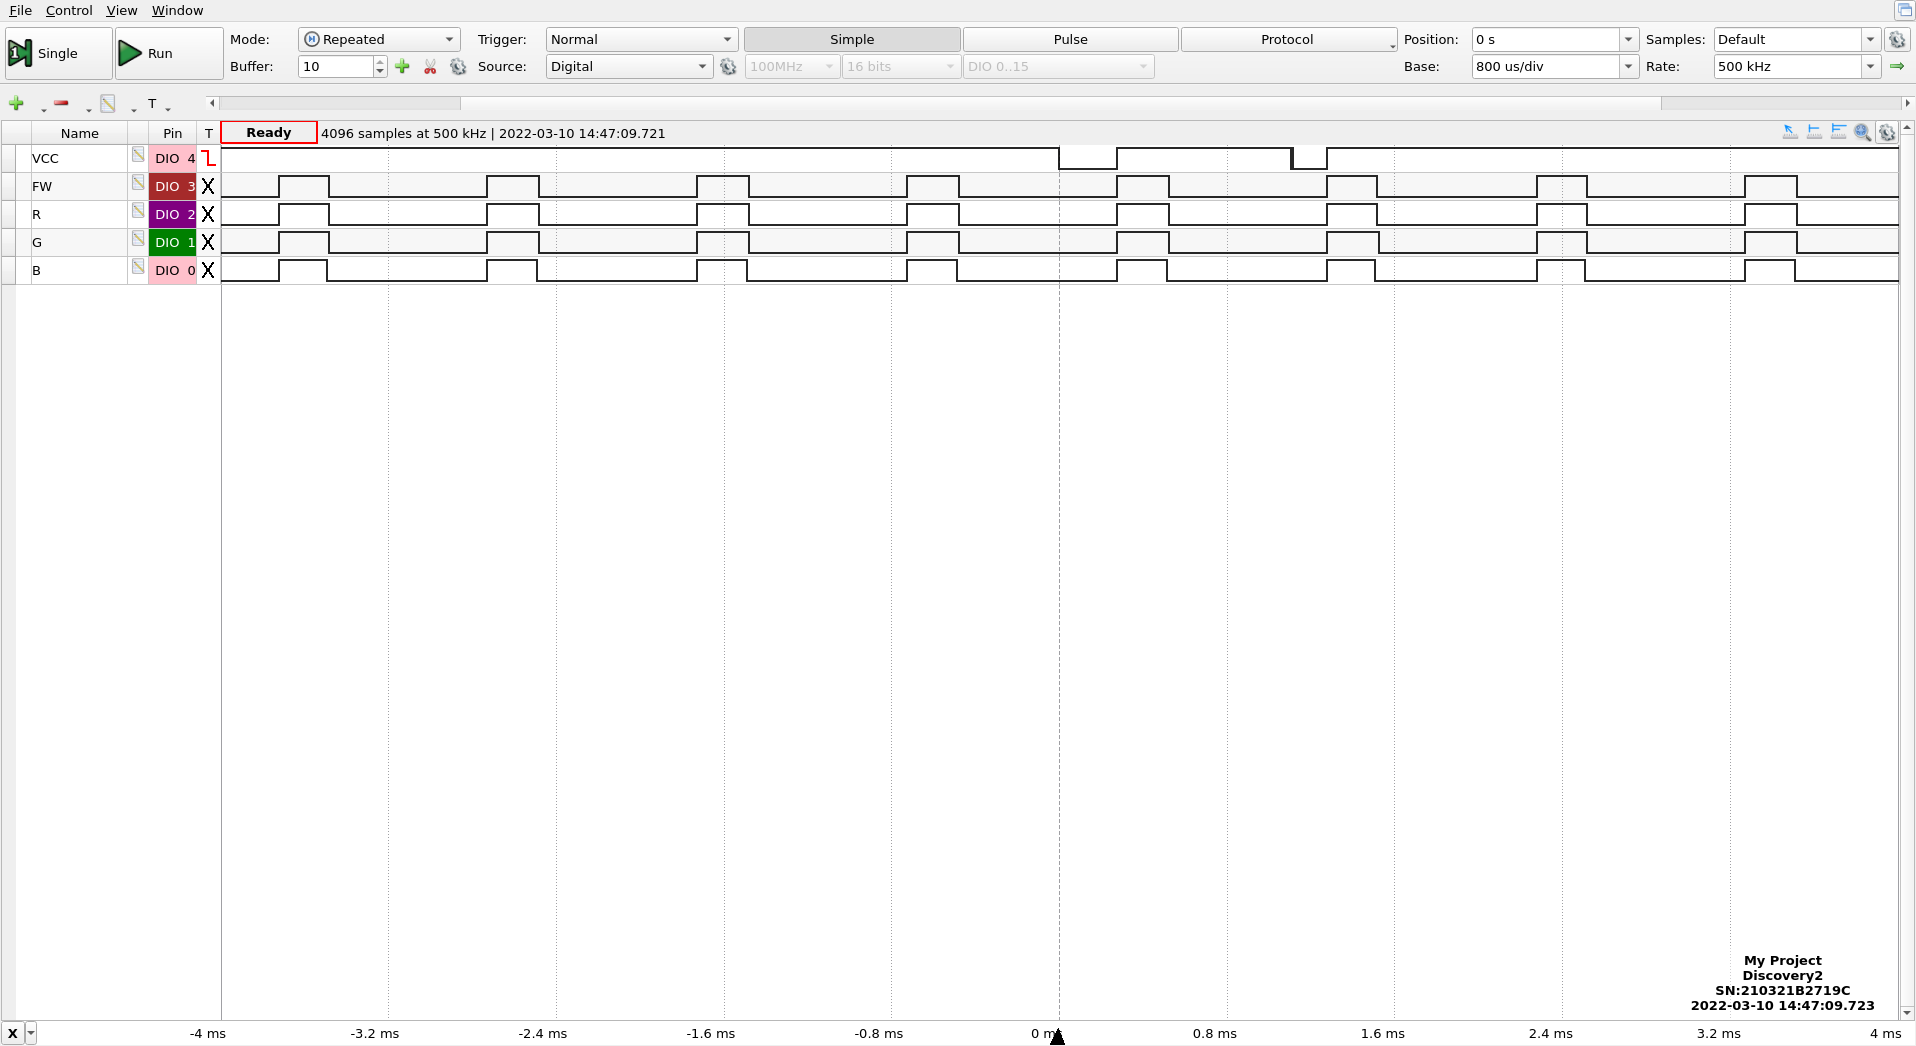 File Control View Window
Single Run Mode: Repeated Trigger: Normal Simple Pulse Protocol Position: 0 s Samples: Default
Buffer: 10 Source: Digital 100MHz 16 bits DIO 0..15 Base: 800 us/div Rate: 500 kHz
T
Name Pin T Ready 4096 samples at 500 kHz | 2022-03-10 14:47:09.721
VCC DIO 4
FW DIO 3 X
R DIO 2 X
G DIO 1 X
B DIO 0 X
My Project
Discovery2
SN:210321B2719C
2022-03-10 14:47:09.723
X -4 ms -3.2 ms -2.4 ms -1.6 ms -0.8 ms 0 ms 0.8 ms 1.6 ms 2.4 ms 3.2 ms 4 ms